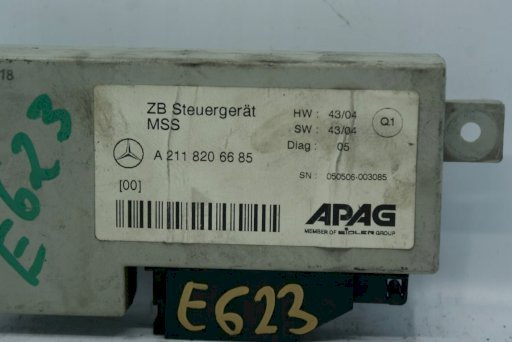 18
E623
ZB Steuergerät
MSS
A 211 820 66 85
[00]
HW : 43/04
SW : 43/04
Diag : 05
Q1
SN : 050506-003085
APAG
MEMBER OF EIDLER GROUP
E623